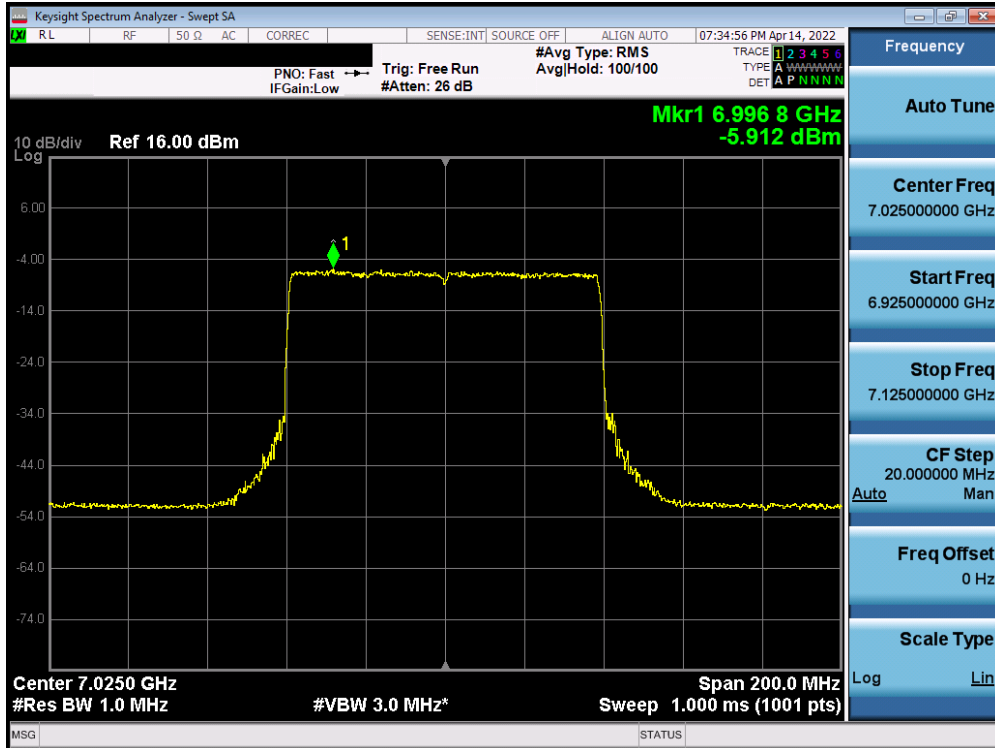 Keysight Spectrum Analyzer - Swept SA
LXI RL RF 50 Ω AC CORREC SENSE:INT SOURCE OFF ALIGN AUTO 07:34:56 PM Apr 14, 2022
#Avg Type: RMS TRACE 1 2 3 4 5 6
PNO: Fast Trig: Free Run Avg|Hold: 100/100 TYPE A WWWWW
IFGain:Low #Atten: 26 dB DET A P N N N N
Mkr1 6.996 8 GHz
-5.912 dBm
10 dB/div Ref 16.00 dBm
Log
1
6.00
-4.00
-14.0
-24.0
-34.0
-44.0
-54.0
-64.0
-74.0
Center 7.0250 GHz Span 200.0 MHz
#Res BW 1.0 MHz #VBW 3.0 MHz* Sweep 1.000 ms (1001 pts)
MSG STATUS
Frequency
Auto Tune
Center Freq
7.025000000 GHz
Start Freq
6.925000000 GHz
Stop Freq
7.125000000 GHz
CF Step
20.000000 MHz
Auto Man
Freq Offset
0 Hz
Scale Type
Log Lin